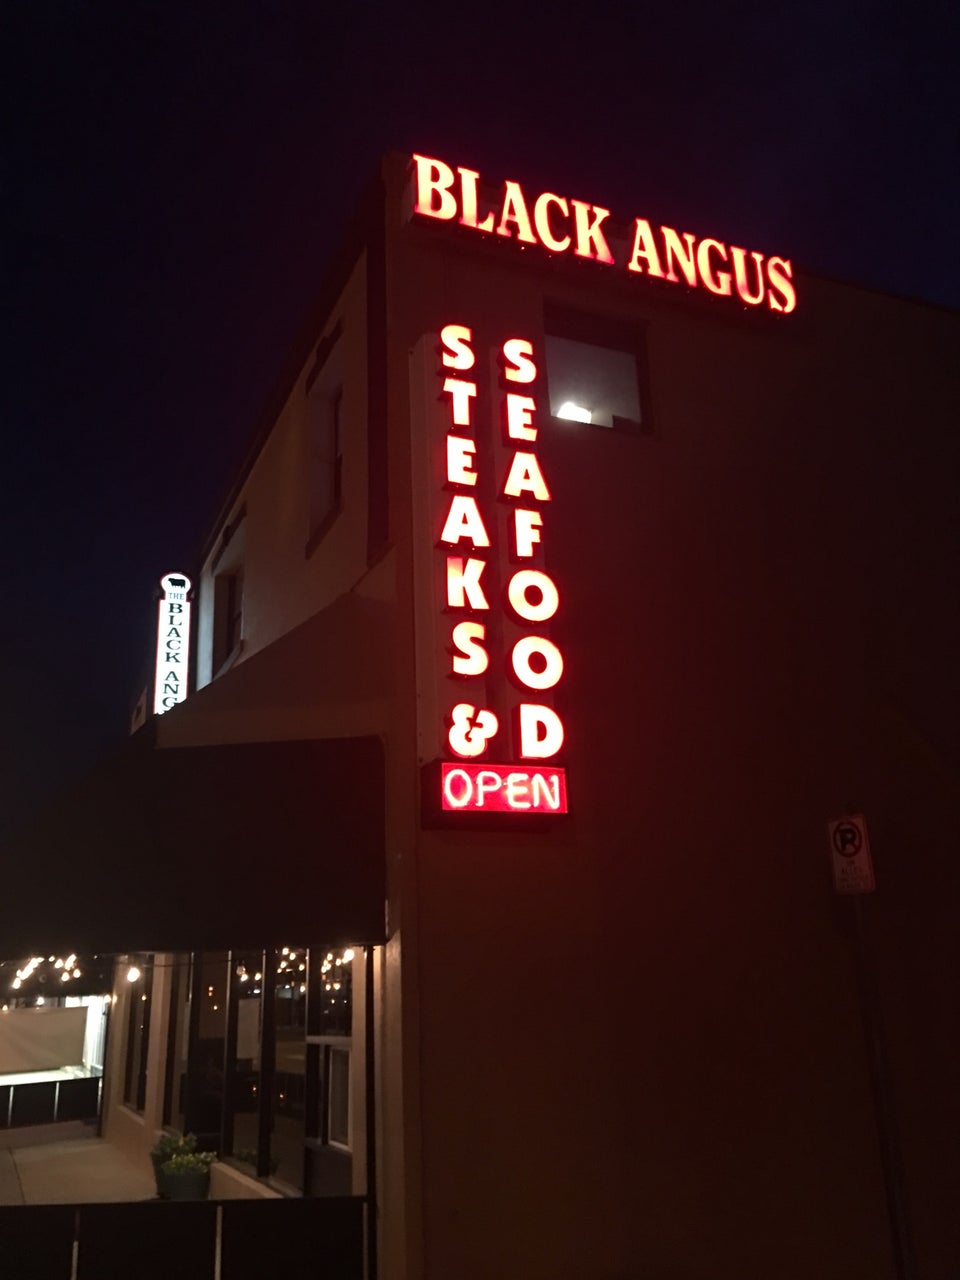 BLACK ANGUS
STEAKS &
SEAFOOD
OPEN
THE
BLACK ANG